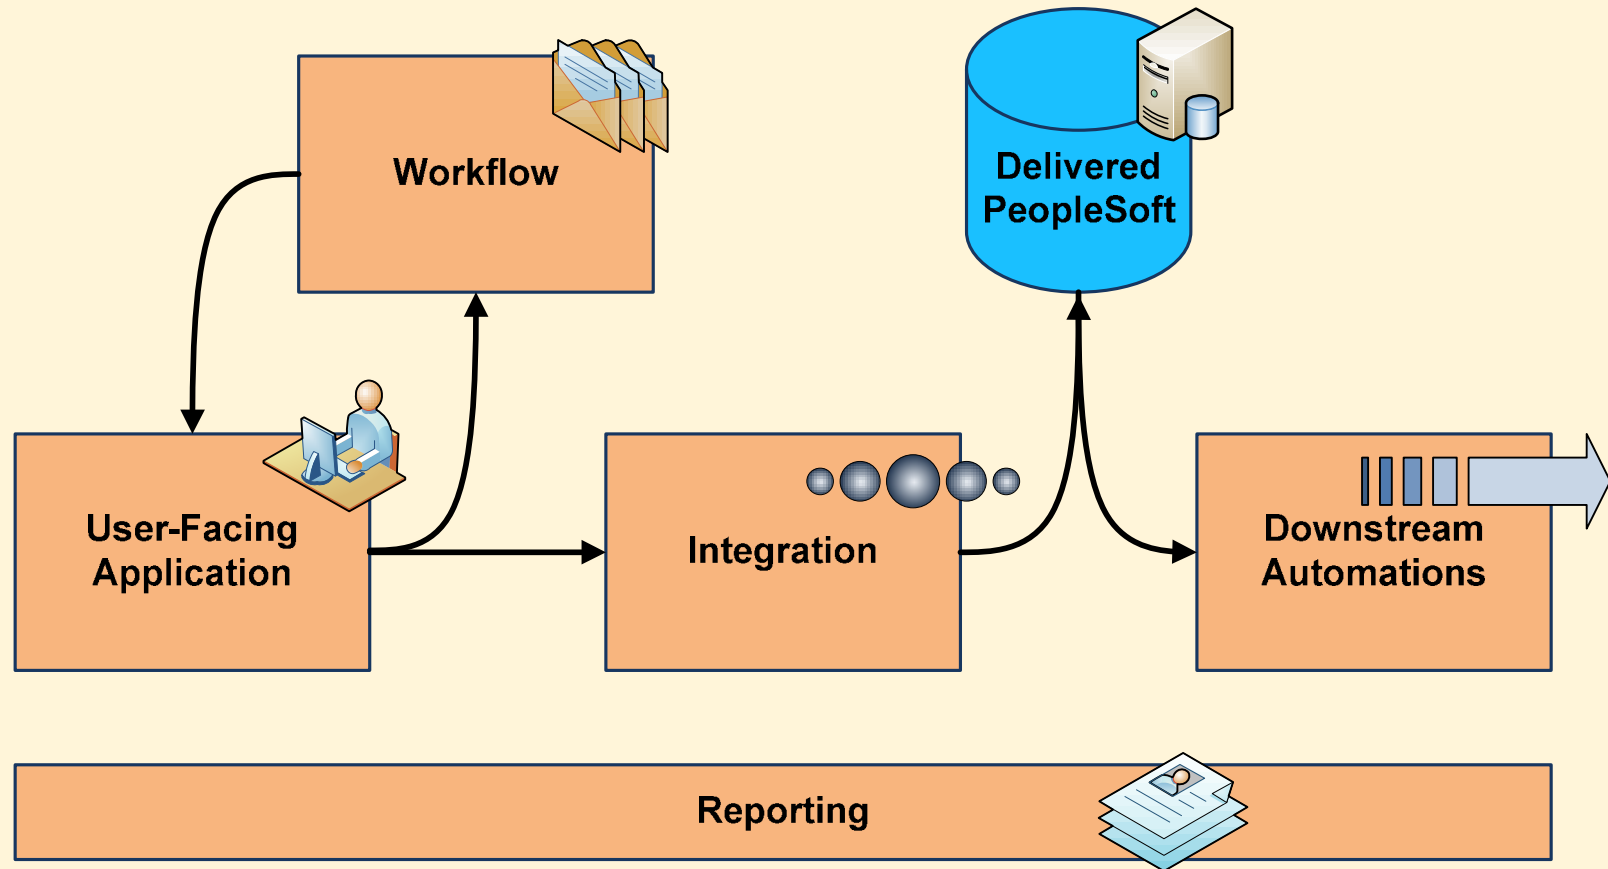 Workflow
Delivered
PeopleSoft
User-Facing
Application
Integration
Downstream
Automations
Reporting